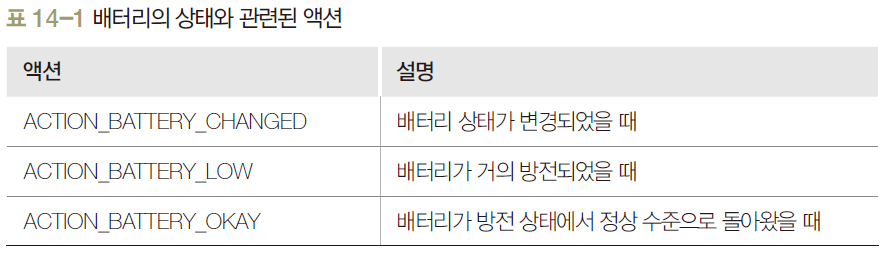 표 14-1 배터리의 상태와 관련된 액션
액션 설명
ACTION_BATTERY_CHANGED 배터리 상태가 변경되었을 때
ACTION_BATTERY_LOW 배터리가 거의 방전되었을 때
ACTION_BATTERY_OKAY 배터리가 방전 상태에서 정상 수준으로 돌아왔을 때